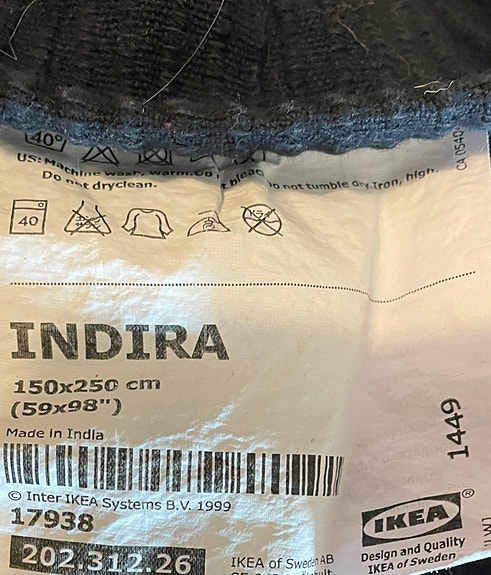 40°
US: Machine wash, warm. Do not bleach. Do not tumble dry. Iron, high.
Do not dryclean.
CA 0540
40
INDIRA
150x250 cm
(59x98")
Made in India
© Inter IKEA Systems B.V. 1999
17938
202.312.26
1449
IKEA®
Design and Quality
IKEA of Sweden
IKEA of Sweden AB